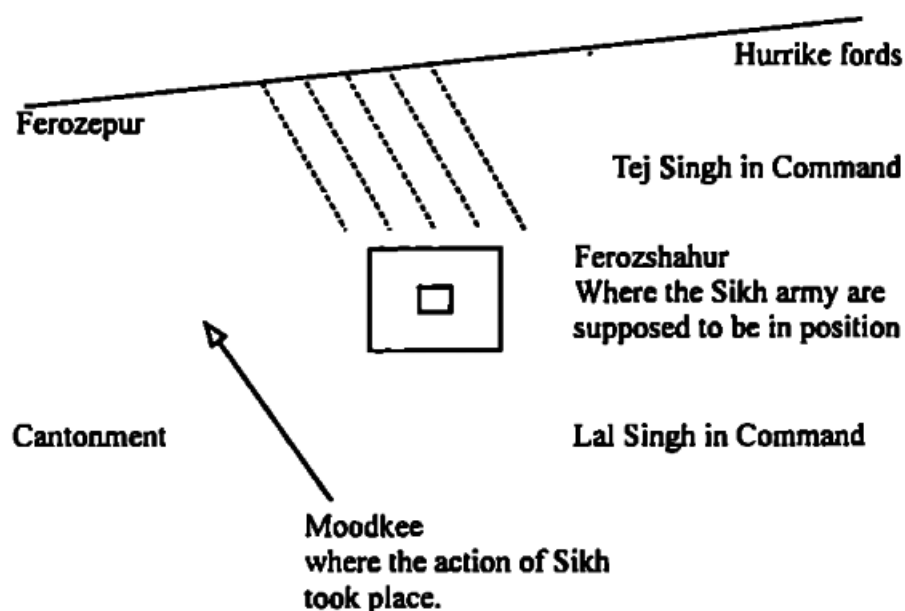 Hurrike fords
Ferozepur
Tej Singh in Command
Ferozshahur
Where the Sikh army are
supposed to be in position
Cantonment
Lal Singh in Command
Moodkee
where the action of Sikh
took place.